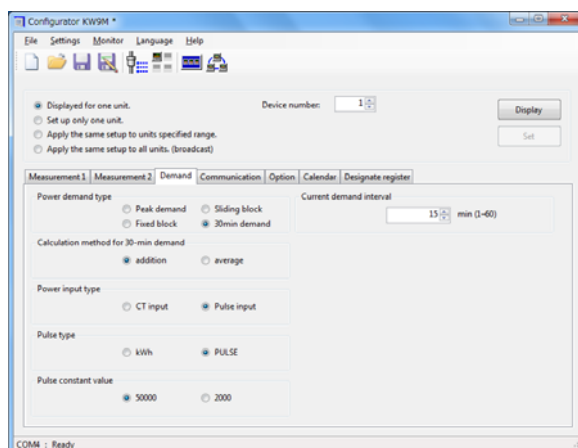 Configurator KW9M *
File Settings Monitor Language Help
Displayed for one unit.
Device number: 1
Display
Set up only one unit.
Apply the same setup to units specified range.
Set
Apply the same setup to all units. (broadcast)
Measurement 1 Measurement 2 Demand Communication Option Calendar Designate register
Power demand type
Peak demand Sliding block
Fixed block 30min demand
Current demand interval
15 min (1~60)
Calculation method for 30-min demand
addition average
Power input type
CT input Pulse input
Pulse type
kWh PULSE
Pulse constant value
50000 2000
COM4 : Ready